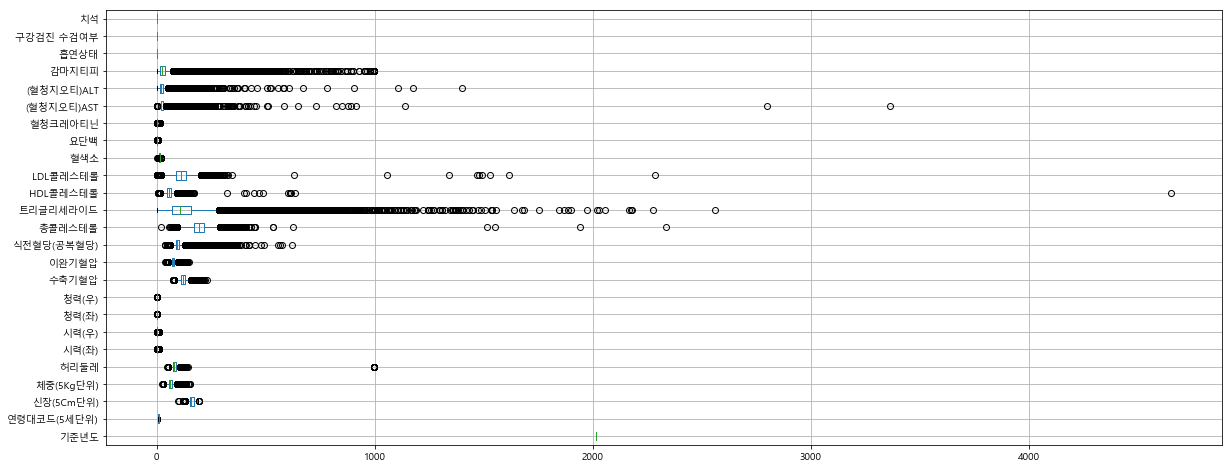 치석
구강검진 수검여부
흡연상태
감마지티피
(혈청지오티)ALT
(혈청지오티)AST
혈청크레아티닌
요단백
혈색소
LDL콜레스테롤
HDL콜레스테롤
트리글리세라이드
총콜레스테롤
식전혈당(공복혈당)
이완기혈압
수축기혈압
청력(우)
청력(좌)
시력(우)
시력(좌)
허리둘레
체중(5Kg단위)
신장(5Cm단위)
연령대코드(5세단위)
기준년도
0 1000 2000 3000 4000